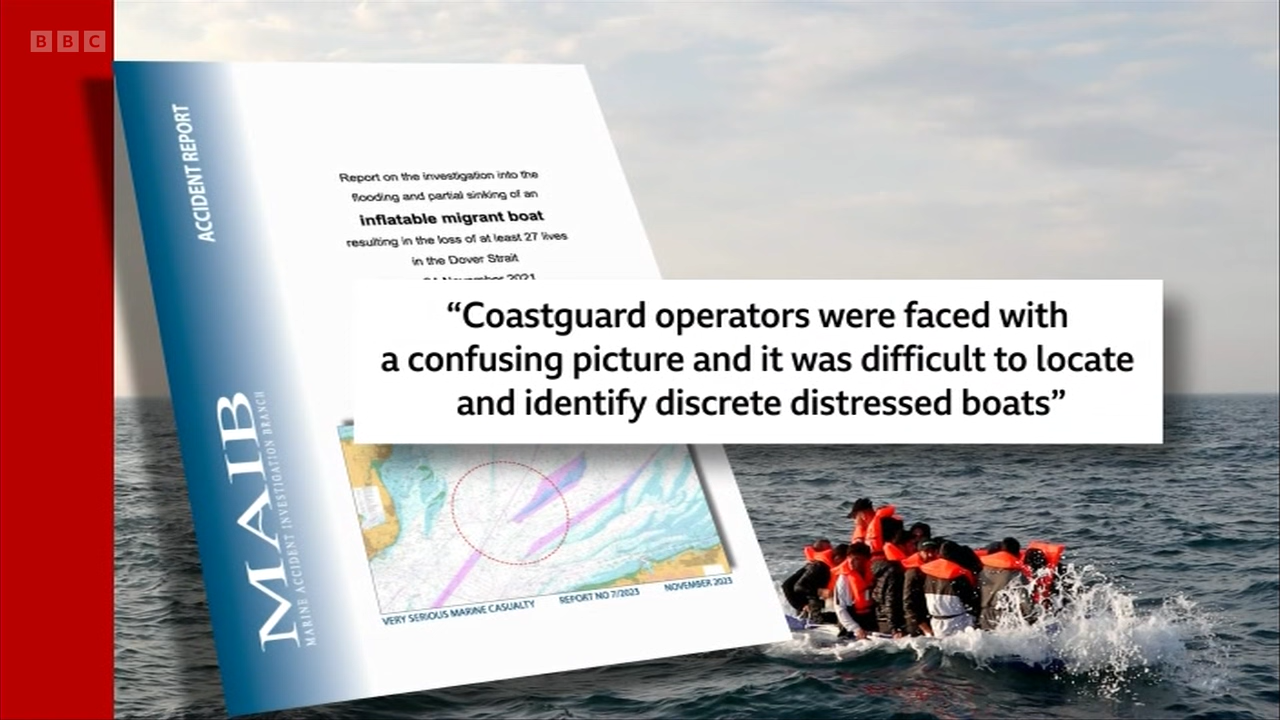 BBC
ACCIDENT REPORT
Report on the investigation into the
flooding and partial sinking of an
inflatable migrant boat
resulting in the loss of at least 27 lives
in the Dover Strait
November 2021
“Coastguard operators were faced with
a confusing picture and it was difficult to locate
and identify discrete distressed boats”
MAIB
MARINE ACCIDENT INVESTIGATION BRANCH
VERY SERIOUS MARINE CASUALTY REPORT NO 7/2023 NOVEMBER 2023